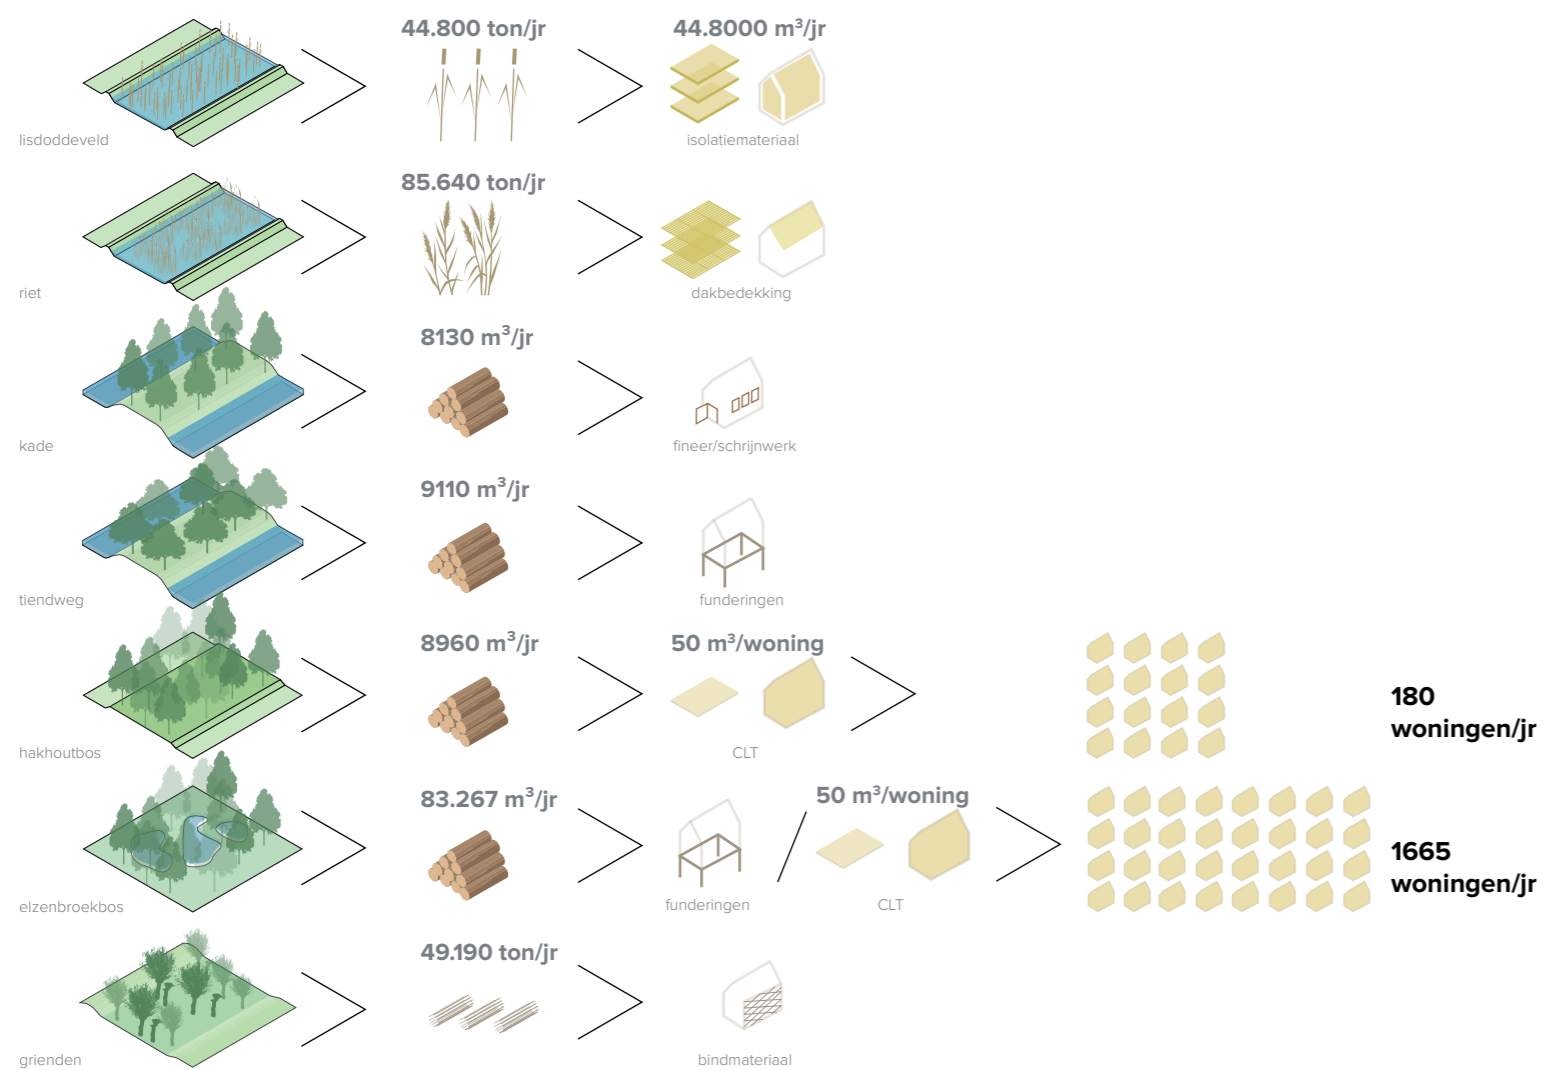 44.800 ton/jr
44.8000 m³/jr
lisdoddeveld
isolatiemateriaal
85.640 ton/jr
riet
dakbedekking
8130 m³/jr
kade
fineer/schrijnwerk
9110 m³/jr
tiendweg
funderingen
8960 m³/jr
50 m³/woning
180
woningen/jr
hakhoutbos
CLT
83.267 m³/jr
50 m³/woning
1665
woningen/jr
elzenbroekbos
funderingen
CLT
49.190 ton/jr
grienden
bindmateriaal